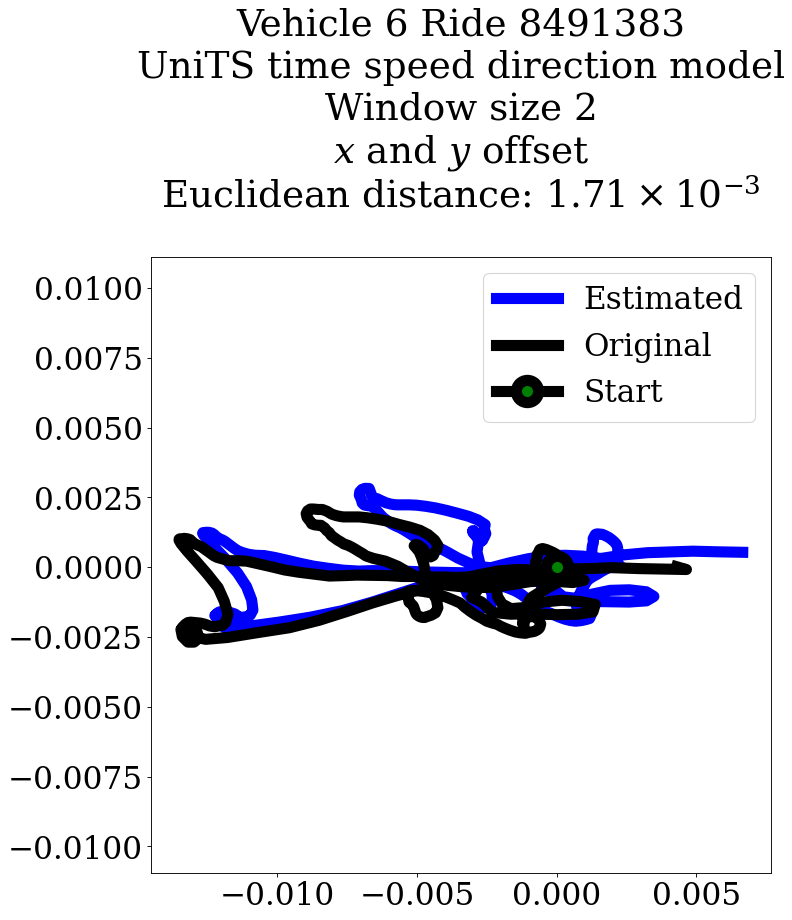 Vehicle 6 Ride 8491383
UniTS time speed direction model
Window size 2
x and y offset
Euclidean distance: 1.71 × 10⁻³
Estimated
Original
Start
0.0100
0.0075
0.0050
0.0025
0.0000
−0.0025
−0.0050
−0.0075
−0.0100
−0.010 −0.005 0.000 0.005